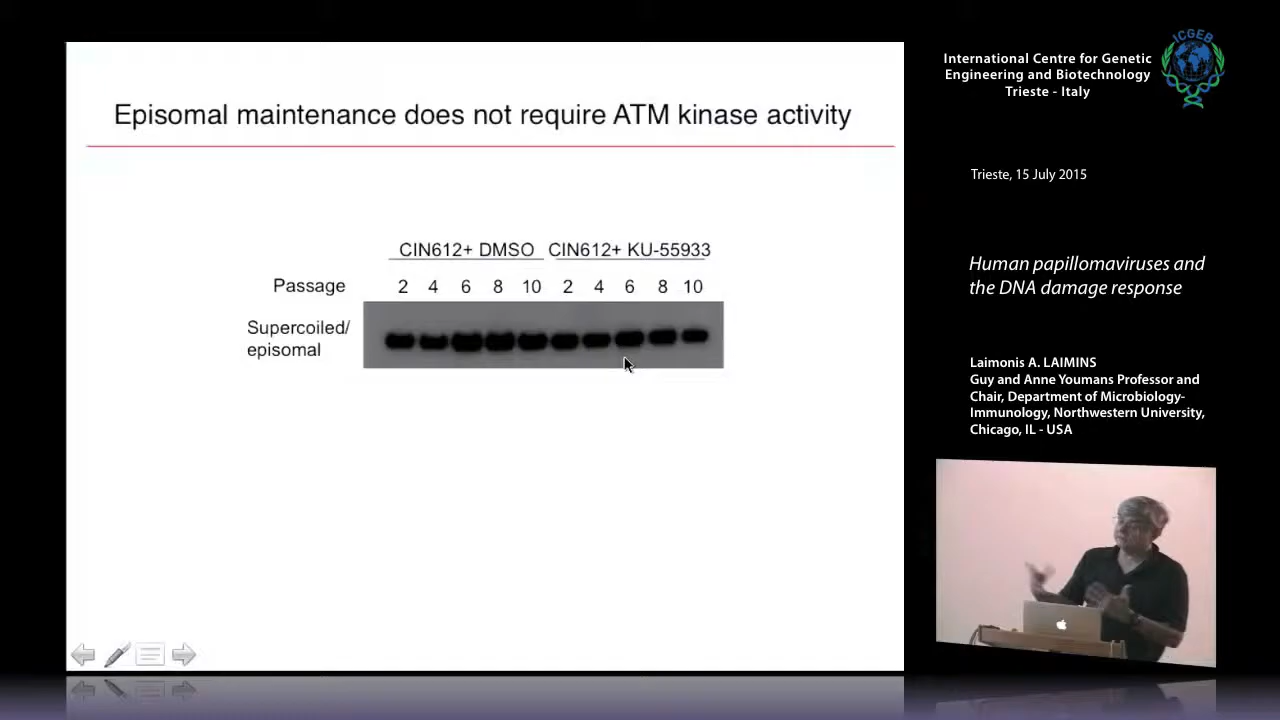 Episomal maintenance does not require ATM kinase activity
CIN612+ DMSO CIN612+ KU-55933
Passage 2 4 6 8 10 2 4 6 8 10
Supercoiled/
episomal
International Centre for Genetic
Engineering and Biotechnology
Trieste - Italy
ICGEB
Trieste, 15 July 2015
Human papillomaviruses and
the DNA damage response
Laimonis A. LAIMINS
Guy and Anne Youmans Professor and
Chair, Department of Microbiology-
Immunology, Northwestern University,
Chicago, IL - USA